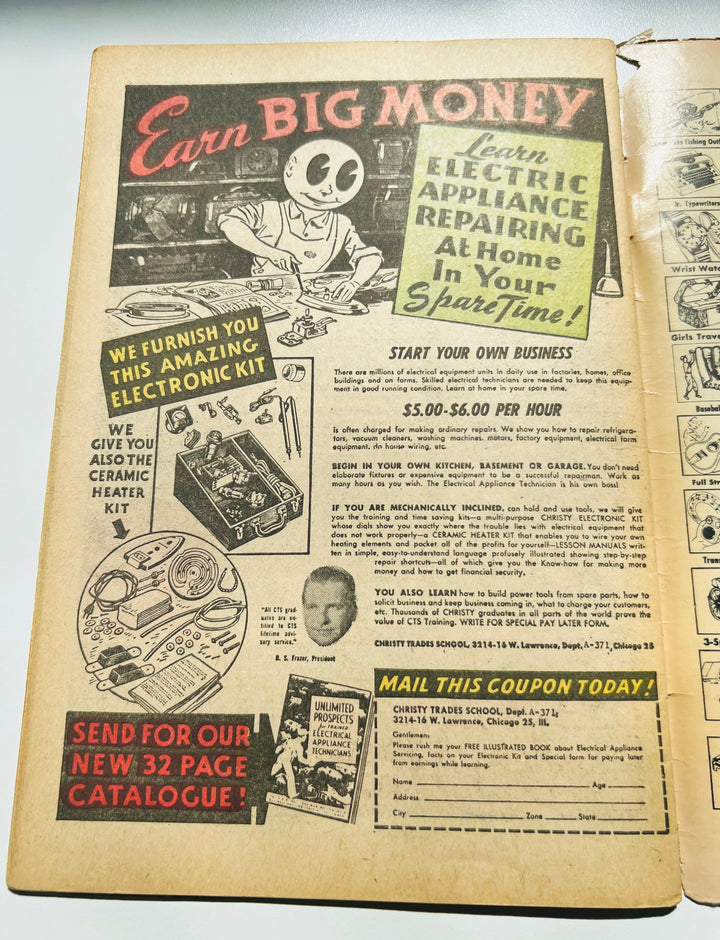 Earn BIG MONEY
Learn
ELECTRIC
APPLIANCE
REPAIRING
At Home
In Your
Spare Time!
WE FURNISH YOU
THIS AMAZING
ELECTRONIC KIT
WE
GIVE YOU
ALSO THE
CERAMIC
HEATER
KIT
START YOUR OWN BUSINESS
There are millions of electrical equipment units in daily use in factories, homes, office
buildings and on farms. Skilled electrical technicians are needed to keep this equip-
ment in good running condition. Learn at home in your spare time.
$5.00-$6.00 PER HOUR
is often charged for making ordinary repairs. We show you how to repair refrigera-
tors, vacuum cleaners, washing machines, motors, factory equipment, electrical farm
equipment, do house wiring, etc.
BEGIN IN YOUR OWN KITCHEN, BASEMENT OR GARAGE. You don't need
elaborate fixtures or expensive equipment to be a successful repairman. Work as
many hours as you wish. The Electrical Appliance Technician is his own boss!
IF YOU ARE MECHANICALLY INCLINED, can hold and use tools, we will give
you the training and time saving kits—a multi-purpose CHRISTY ELECTRONIC KIT
whose dials show you exactly where the trouble lies with electrical equipment that
does not work properly—a CERAMIC HEATER KIT that enables you to wire your own
heating elements and pocket all of the profits for yourself—LESSON MANUALS writ-
ten in simple, easy-to-understand language profusely illustrated showing step-by-step
repair shortcuts—all of which give you the Know-how for making more
money and how to get financial security.
YOU ALSO LEARN how to build power tools from spare parts, how to
solicit business and keep business coming in, what to charge your customers,
etc. Thousands of CHRISTY graduates in all parts of the world prove the
value of CTS Training. WRITE FOR SPECIAL PAY LATER FORM.
CHRISTY TRADES SCHOOL, 3214-16 W. Lawrence, Dept. A-371, Chicago 25
"All CTS grad-
uates are en-
titled to CTS
lifetime advi-
sory service."
B. S. Frazer, President
SEND FOR OUR
NEW 32 PAGE
CATALOGUE!
UNLIMITED
PROSPECTS
for TRAINED
ELECTRICAL
APPLIANCE
TECHNICIANS
MAIL THIS COUPON TODAY!
CHRISTY TRADES SCHOOL, Dept. A-371,
3214-16 W. Lawrence, Chicago 25, Ill.
Gentlemen:
Please rush me your FREE ILLUSTRATED BOOK about Electrical Appliance
Servicing, facts on your Electronic Kit and Special form for paying later
from earnings while learning.
Name Age
Address
City Zone State
Fishing Outf
Jr. Typewriters
Wrist Wat
Girls Trave
Baseball
Full Str
Trans
3-S